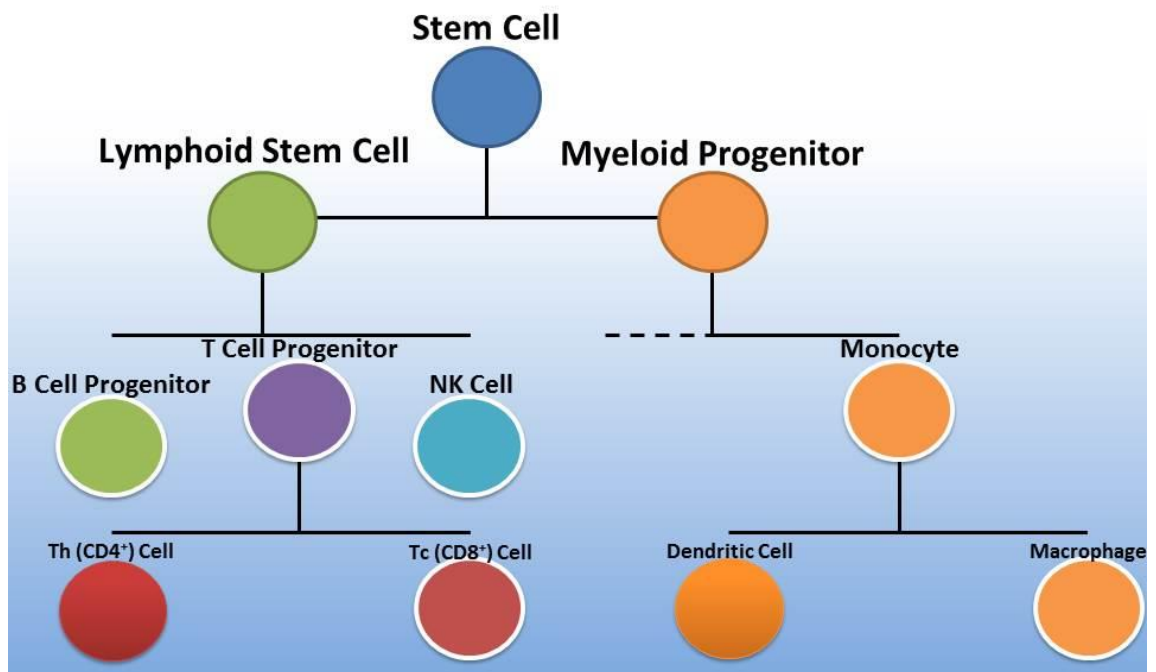 Stem Cell
Lymphoid Stem Cell
Myeloid Progenitor
T Cell Progenitor
Monocyte
B Cell Progenitor
NK Cell
Th (CD4⁺) Cell
Tc (CD8⁺) Cell
Dendritic Cell
Macrophage